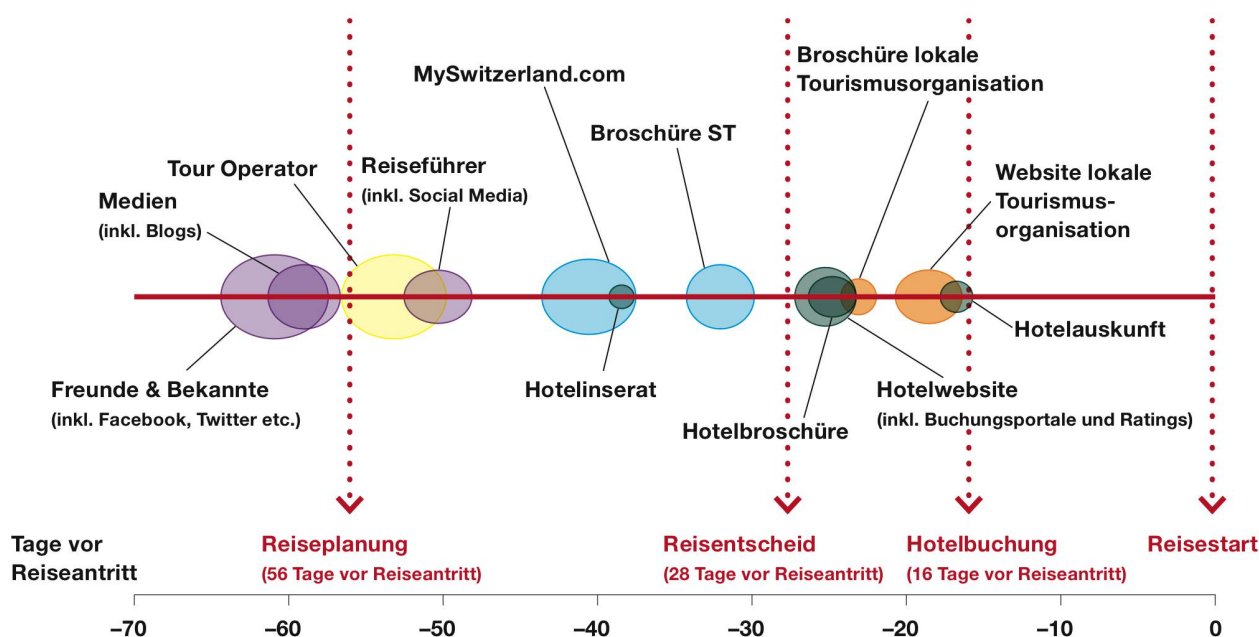 Broschüre lokale
Tourismusorganisation
MySwitzerland.com
Broschüre ST
Tour Operator
Reiseführer
(inkl. Social Media)
Medien
(inkl. Blogs)
Website lokale
Tourismus-
organisation
Hotelauskunft
Freunde & Bekannte
(inkl. Facebook, Twitter etc.)
Hotelinserat
Hotelbroschüre
Hotelwebsite
(inkl. Buchungsportale und Ratings)
Tage vor
Reiseantritt
Reiseplanung
(56 Tage vor Reiseantritt)
Reisentscheid
(28 Tage vor Reiseantritt)
Hotelbuchung
(16 Tage vor Reiseantritt)
Reisestart
–70 –60 –50 –40 –30 –20 –10 0